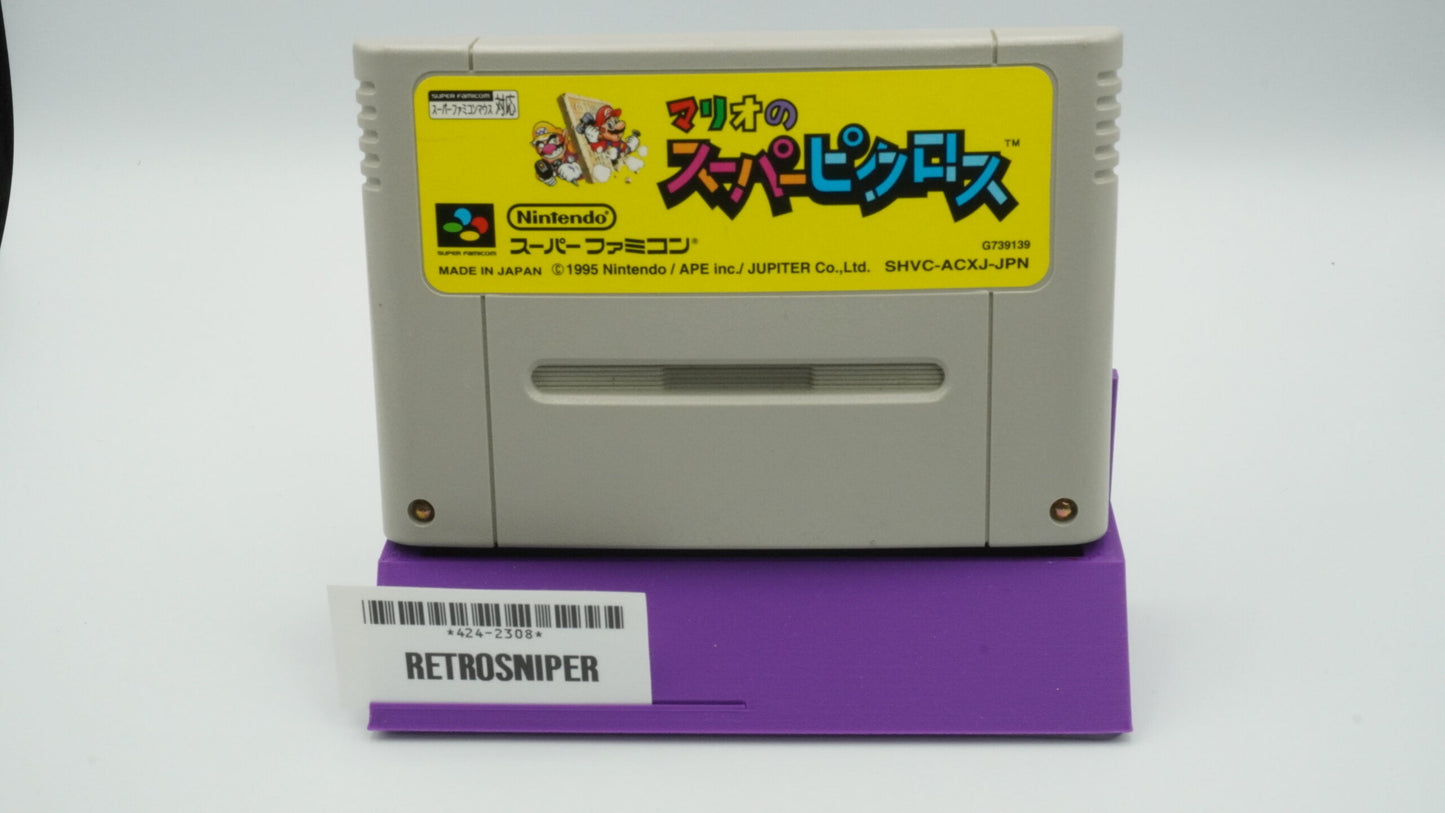 SUPER FAMICOM
スーパーファミコンマウス対応
マリオの
スーパーピクロス™
Nintendo®
SUPER FAMICOM
スーパーファミコン®
G739139
MADE IN JAPAN ©1995 Nintendo / APE inc./ JUPITER Co.,Ltd. SHVC-ACXJ-JPN
*424-2308*
RETROSNIPER